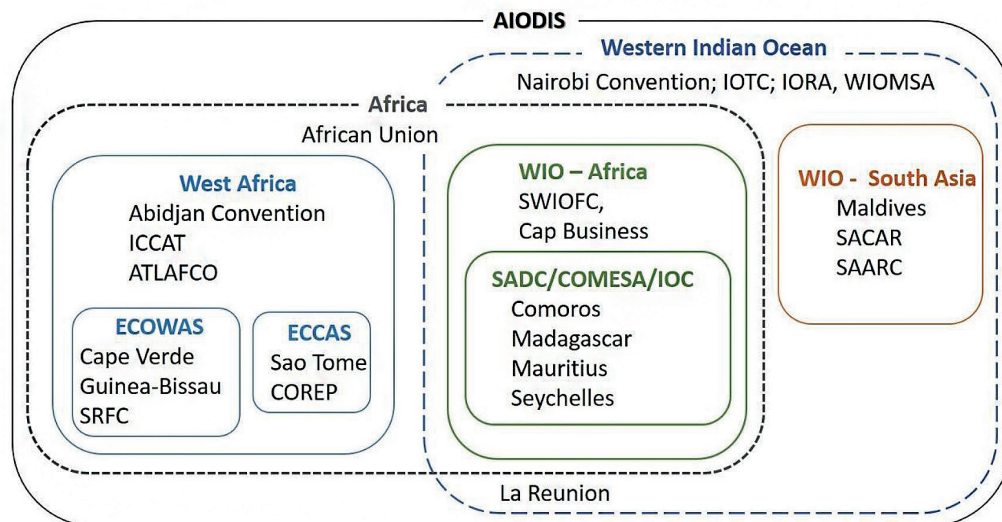 AIODIS
Western Indian Ocean
Nairobi Convention; IOTC; IORA, WIOMSA
Africa
African Union
West Africa
Abidjan Convention
ICCAT
ATLAFCO
ECOWAS
Cape Verde
Guinea-Bissau
SRFC
ECCAS
Sao Tome
COREP
WIO – Africa
SWIOFC,
Cap Business
SADC/COMESA/IOC
Comoros
Madagascar
Mauritius
Seychelles
WIO - South Asia
Maldives
SACAR
SAARC
La Reunion